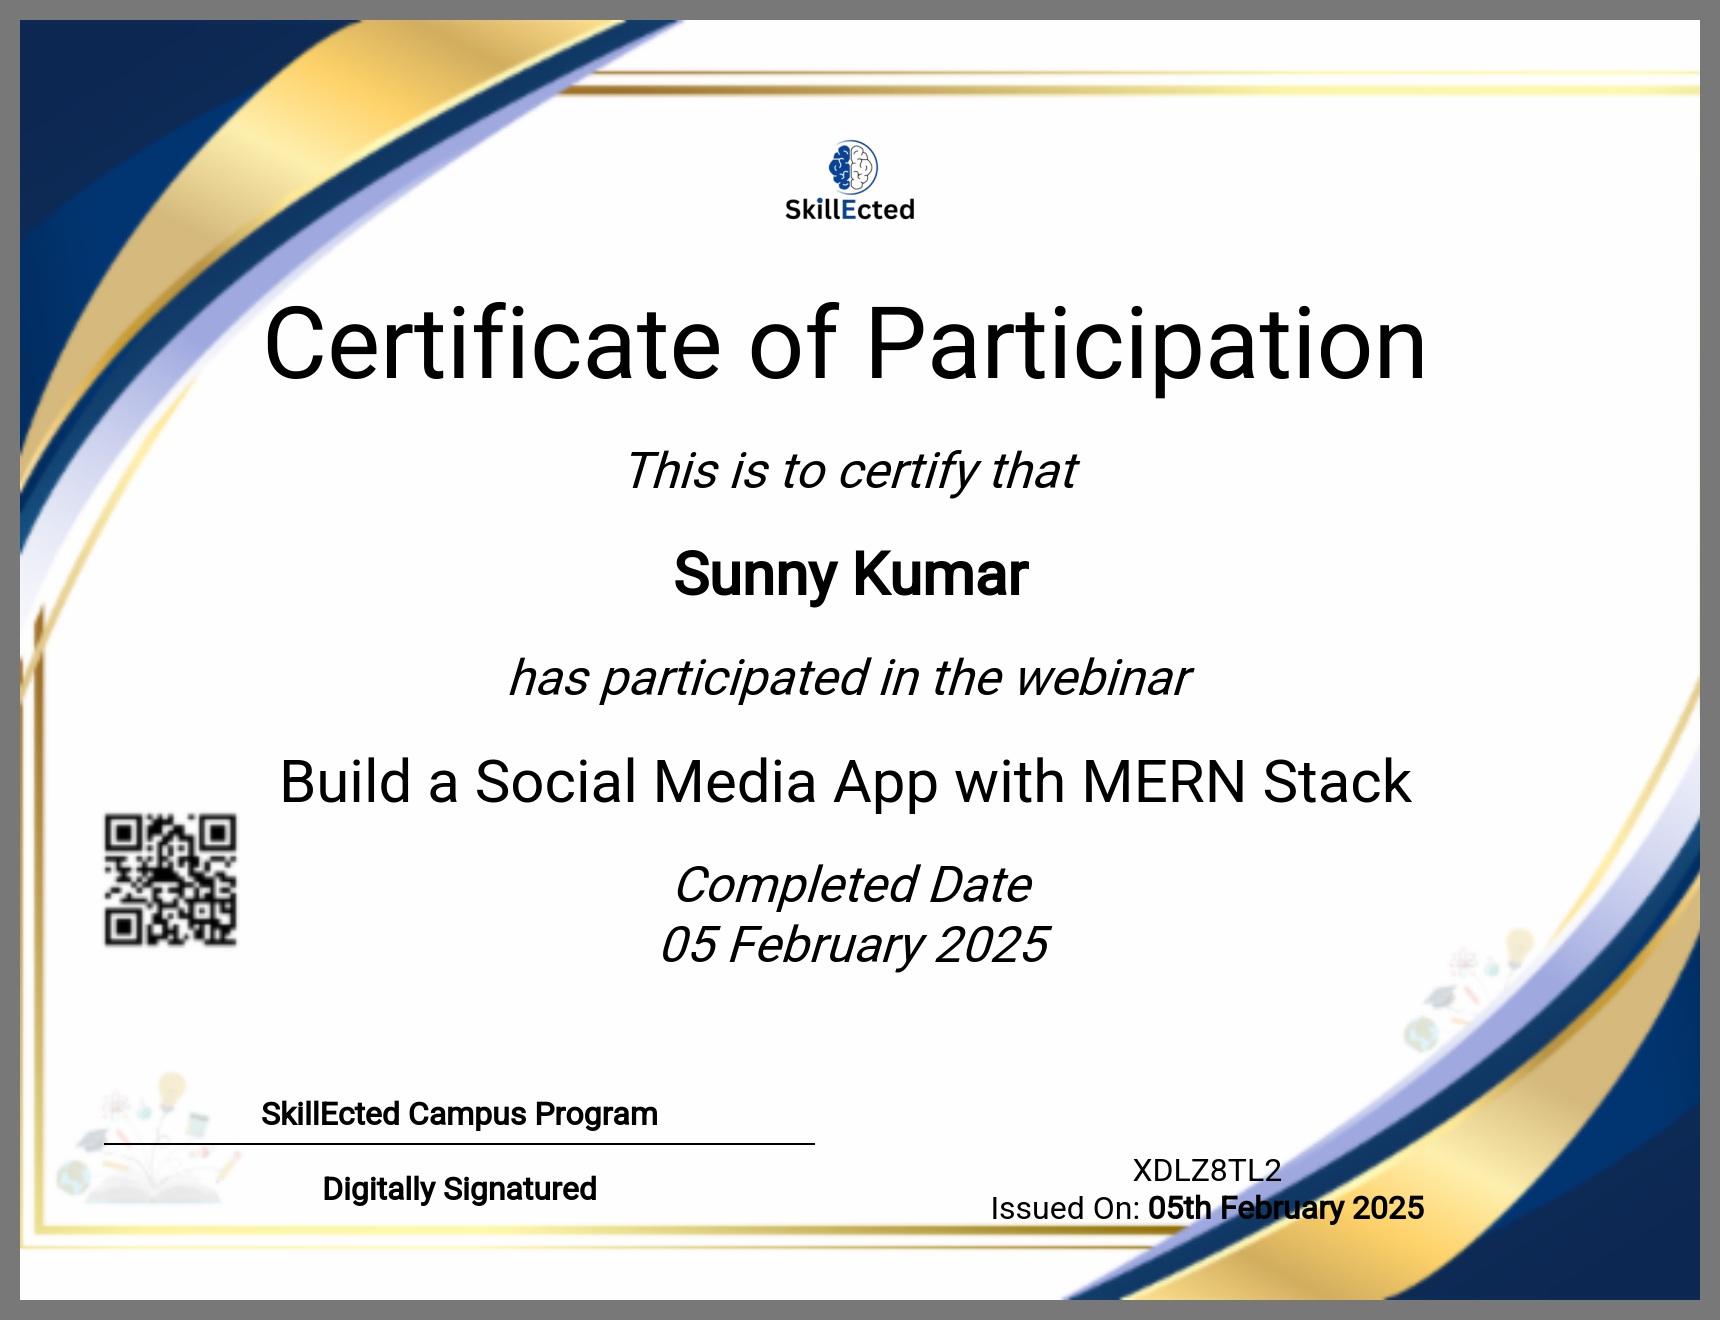 SkillEcted
Certificate of Participation
This is to certify that
Sunny Kumar
has participated in the webinar
Build a Social Media App with MERN Stack
Completed Date
05 February 2025
SkillEcted Campus Program
Digitally Signatured
XDLZ8TL2
Issued On: 05th February 2025